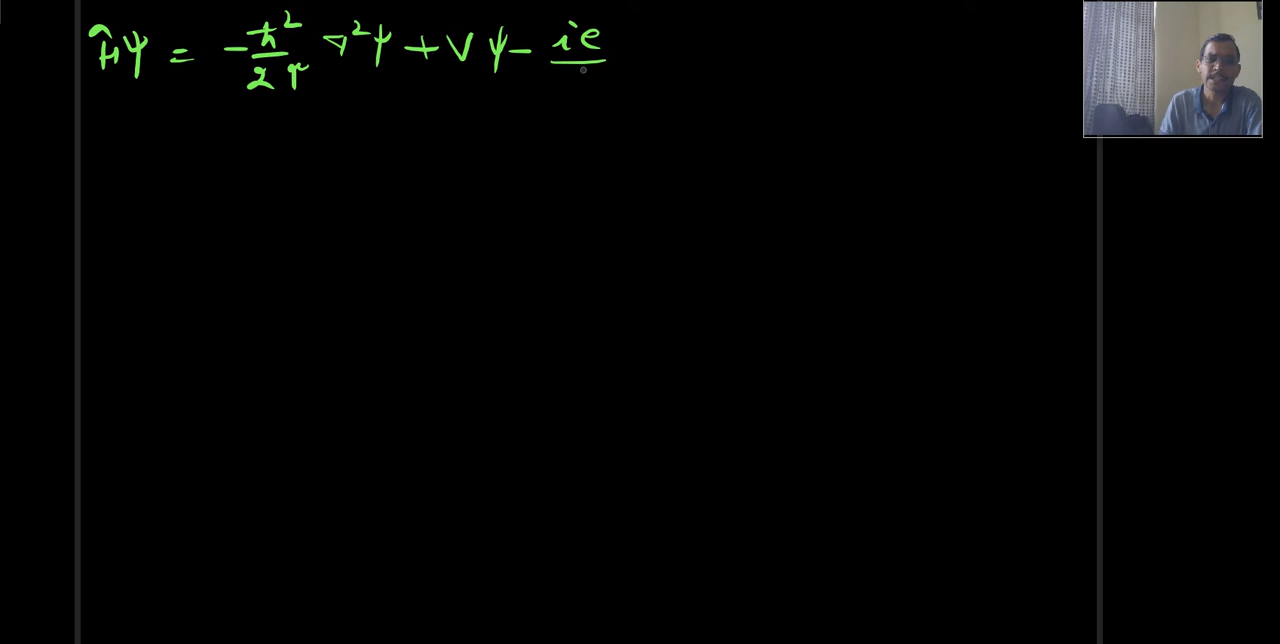 Ĥψ = -ħ²/2μ ∇²ψ + Vψ - ie/